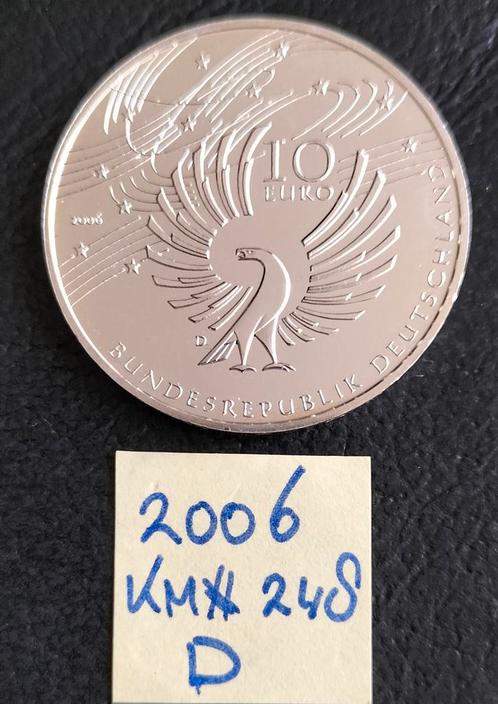 10
EURO
2006
D
BUNDESREPUBLIK DEUTSCHLAND
2006
KM# 248
D